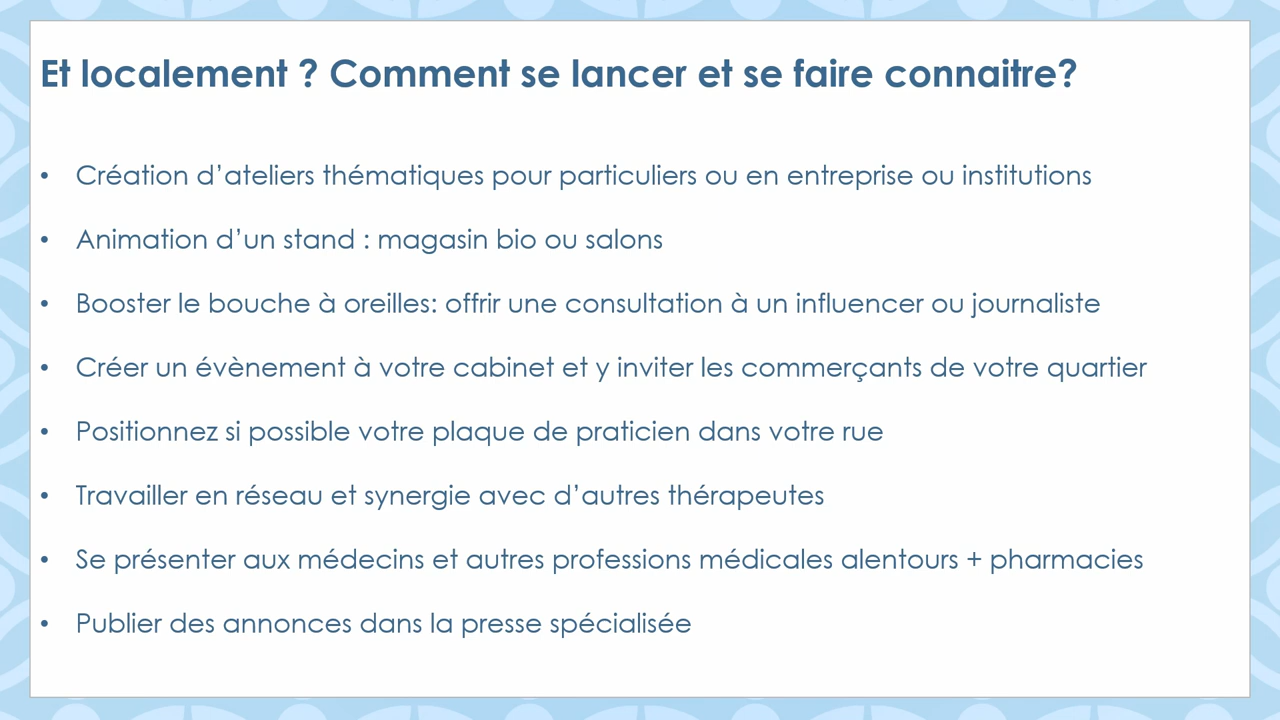 Et localement ? Comment se lancer et se faire connaitre?
• Création d’ateliers thématiques pour particuliers ou en entreprise ou institutions
• Animation d’un stand : magasin bio ou salons
• Booster le bouche à oreilles: offrir une consultation à un influencer ou journaliste
• Créer un évènement à votre cabinet et y inviter les commerçants de votre quartier
• Positionnez si possible votre plaque de praticien dans votre rue
• Travailler en réseau et synergie avec d’autres thérapeutes
• Se présenter aux médecins et autres professions médicales alentours + pharmacies
• Publier des annonces dans la presse spécialisée